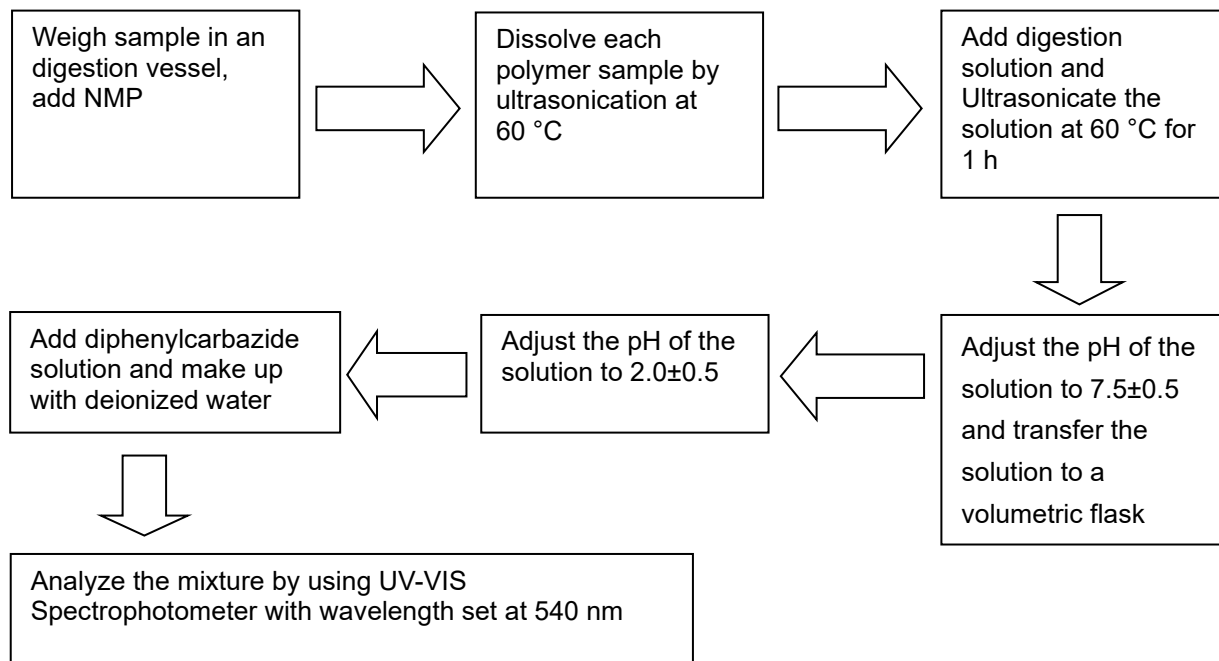 Weigh sample in an
digestion vessel,
add NMP
Dissolve each
polymer sample by
ultrasonication at
60 °C
Add digestion
solution and
Ultrasonicate the
solution at 60 °C for
1 h
Adjust the pH of the
solution to 7.5±0.5
and transfer the
solution to a
volumetric flask
Adjust the pH of the
solution to 2.0±0.5
Add diphenylcarbazide
solution and make up
with deionized water
Analyze the mixture by using UV-VIS
Spectrophotometer with wavelength set at 540 nm